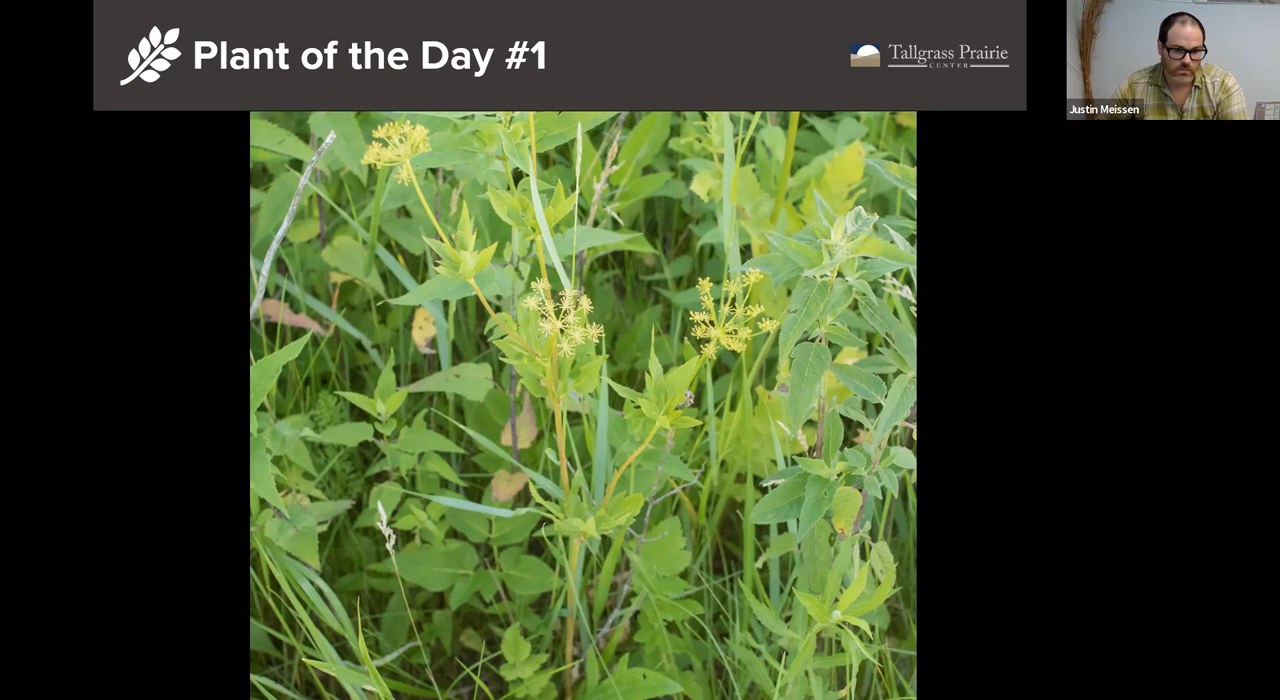 Plant of the Day #1
Tallgrass Prairie
CENTER
Justin Meissen